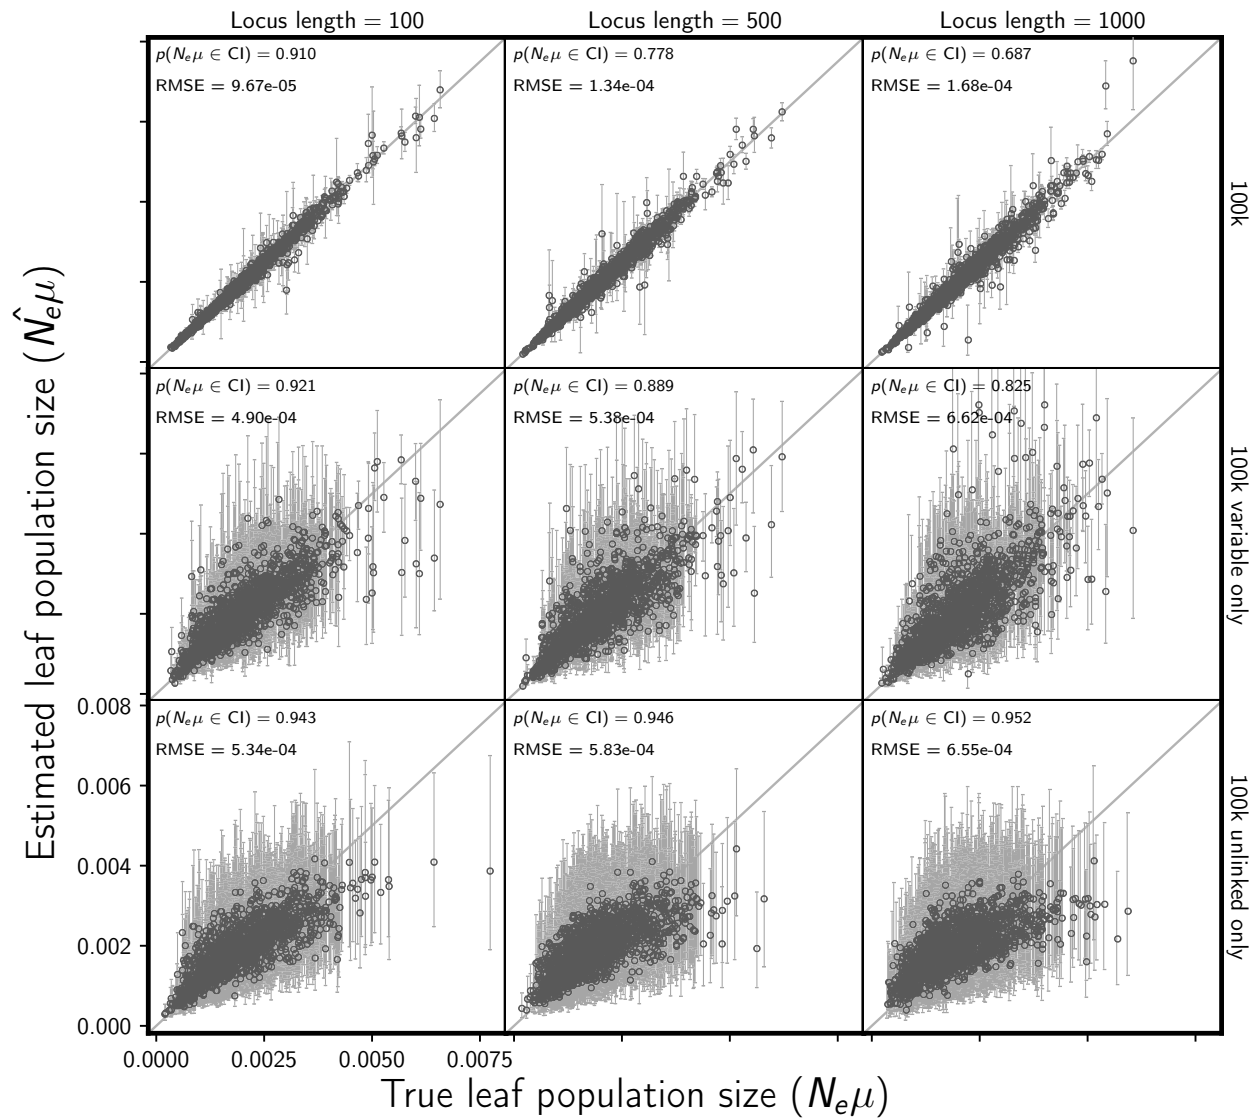 Locus length = 100
Locus length = 500
Locus length = 1000
p(Nₑμ ∈ CI) = 0.910
RMSE = 9.67e-05
p(Nₑμ ∈ CI) = 0.778
RMSE = 1.34e-04
p(Nₑμ ∈ CI) = 0.687
RMSE = 1.68e-04
100k
p(Nₑμ ∈ CI) = 0.921
RMSE = 4.90e-04
p(Nₑμ ∈ CI) = 0.889
RMSE = 5.38e-04
p(Nₑμ ∈ CI) = 0.825
RMSE = 6.62e-04
100k variable only
p(Nₑμ ∈ CI) = 0.943
RMSE = 5.34e-04
p(Nₑμ ∈ CI) = 0.946
RMSE = 5.83e-04
p(Nₑμ ∈ CI) = 0.952
RMSE = 6.55e-04
100k unlinked only
Estimated leaf population size (N̂ₑμ)
0.008
0.006
0.004
0.002
0.000
0.0000
0.0025
0.0050
0.0075
True leaf population size (Nₑμ)